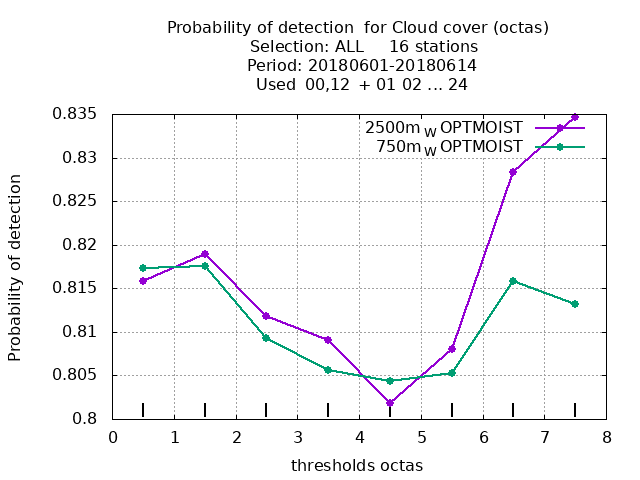 Probability of detection  for Cloud cover (octas)
Selection: ALL     16 stations
Period: 20180601-20180614
Used  00,12  + 01 02 ... 24
0.835
0.83
0.825
0.82
0.815
0.81
0.805
0.8
Probability of detection
2500m W OPTMOIST
750m W OPTMOIST
0 1 2 3 4 5 6 7 8
thresholds octas